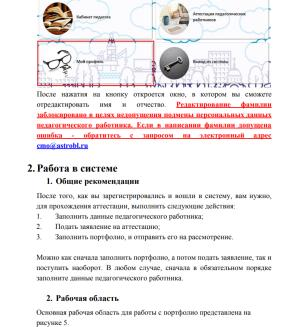 Кабинет педагога
Аттестация педагогических
работников
Мой профиль
Выход из системы
После нажатия на кнопку откроется окно, в котором вы сможете
отредактировать имя и отчество. Редактирование фамилии
заблокировано в целях недопущения подмены персональных данных
педагогического работника. Если в написании фамилии допущена
ошибка - обратитесь с запросом на электронный адрес
cmo@astrobl.ru
2. Работа в системе
1. Общие рекомендации
После того, как вы зарегистрировались и вошли в систему, вам нужно,
для прохождения аттестации, выполнить следующие действия:
1. Заполнить данные педагогического работника;
2. Подать заявление на аттестацию;
3. Заполнить портфолио, и отправить его на рассмотрение.
Можно как сначала заполнить портфолио, а потом подать заявление, так и
поступить наоборот. В любом случае, сначала в обязательном порядке
заполните данные педагогического работника.
2. Рабочая область
Основная рабочая область для работы с портфолио представлена на
рисунке 5.